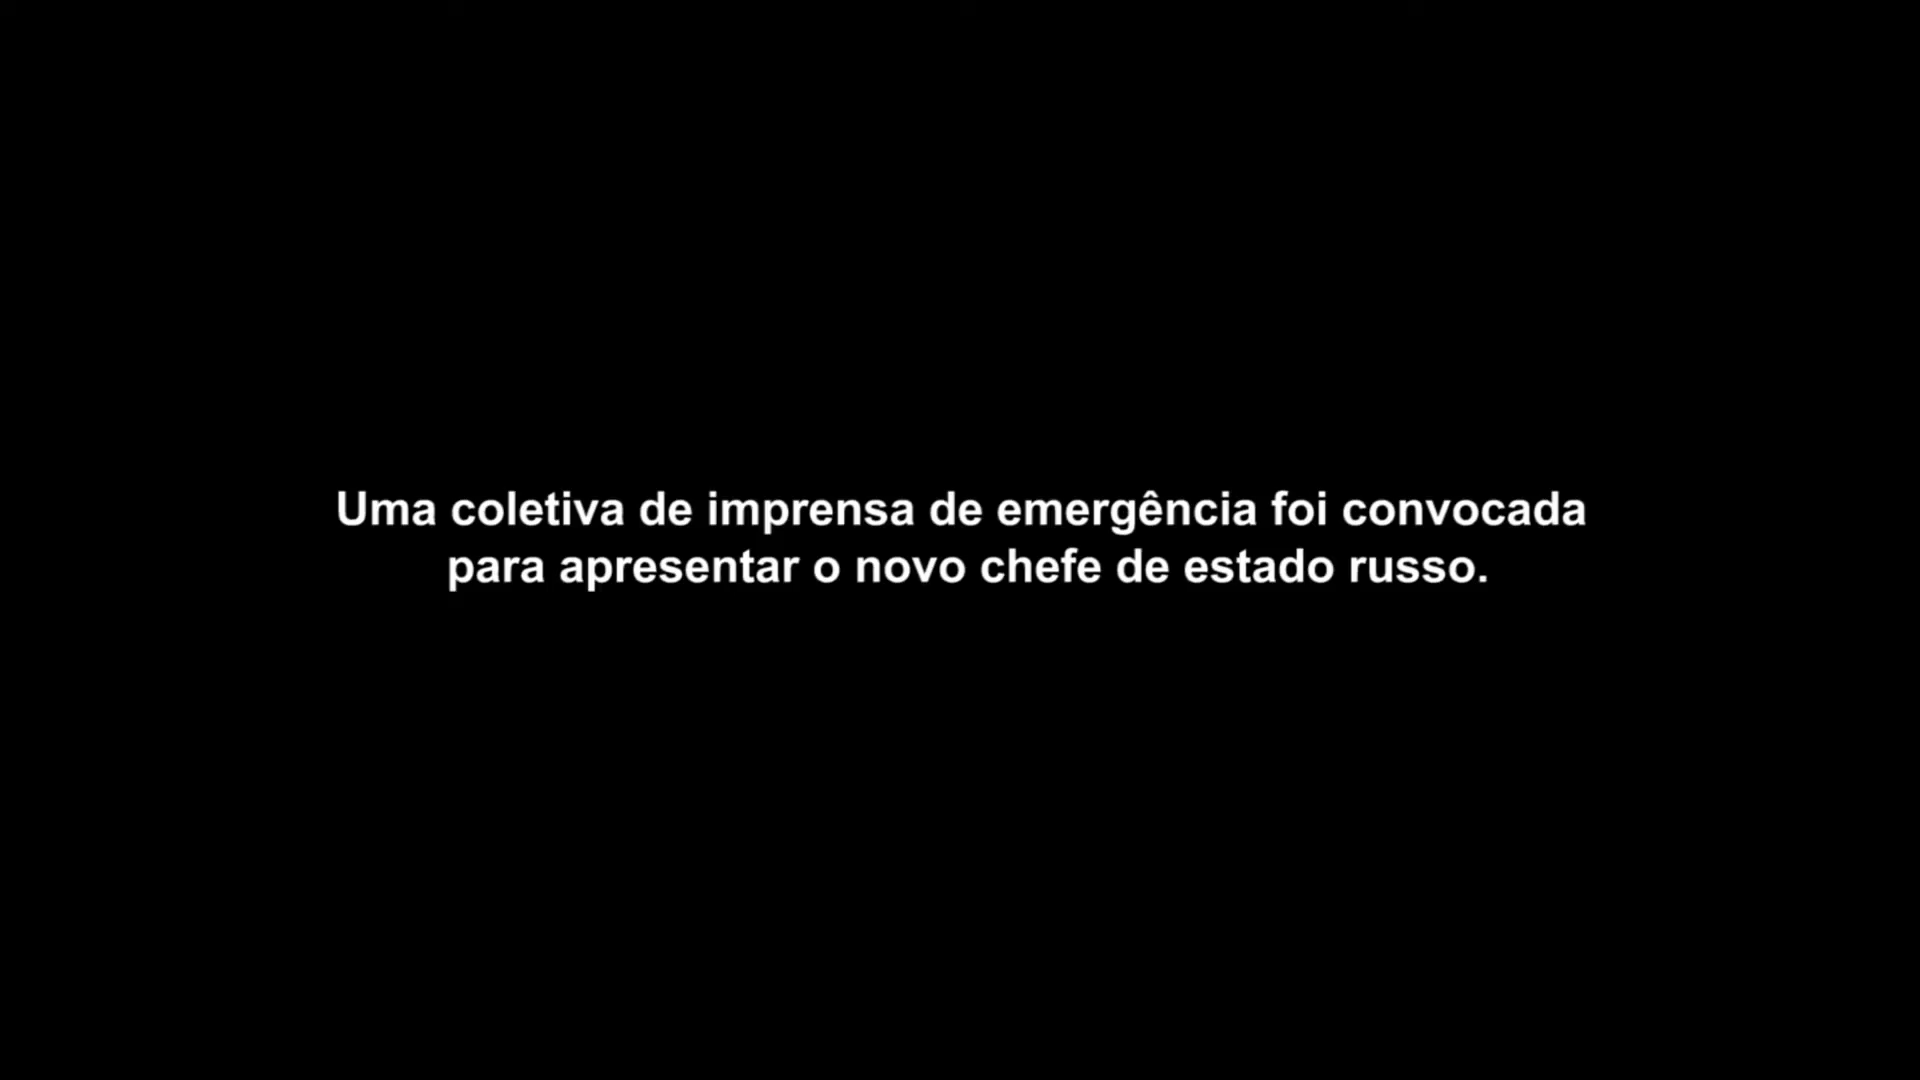 Uma coletiva de imprensa de emergência foi convocada
para apresentar o novo chefe de estado russo.